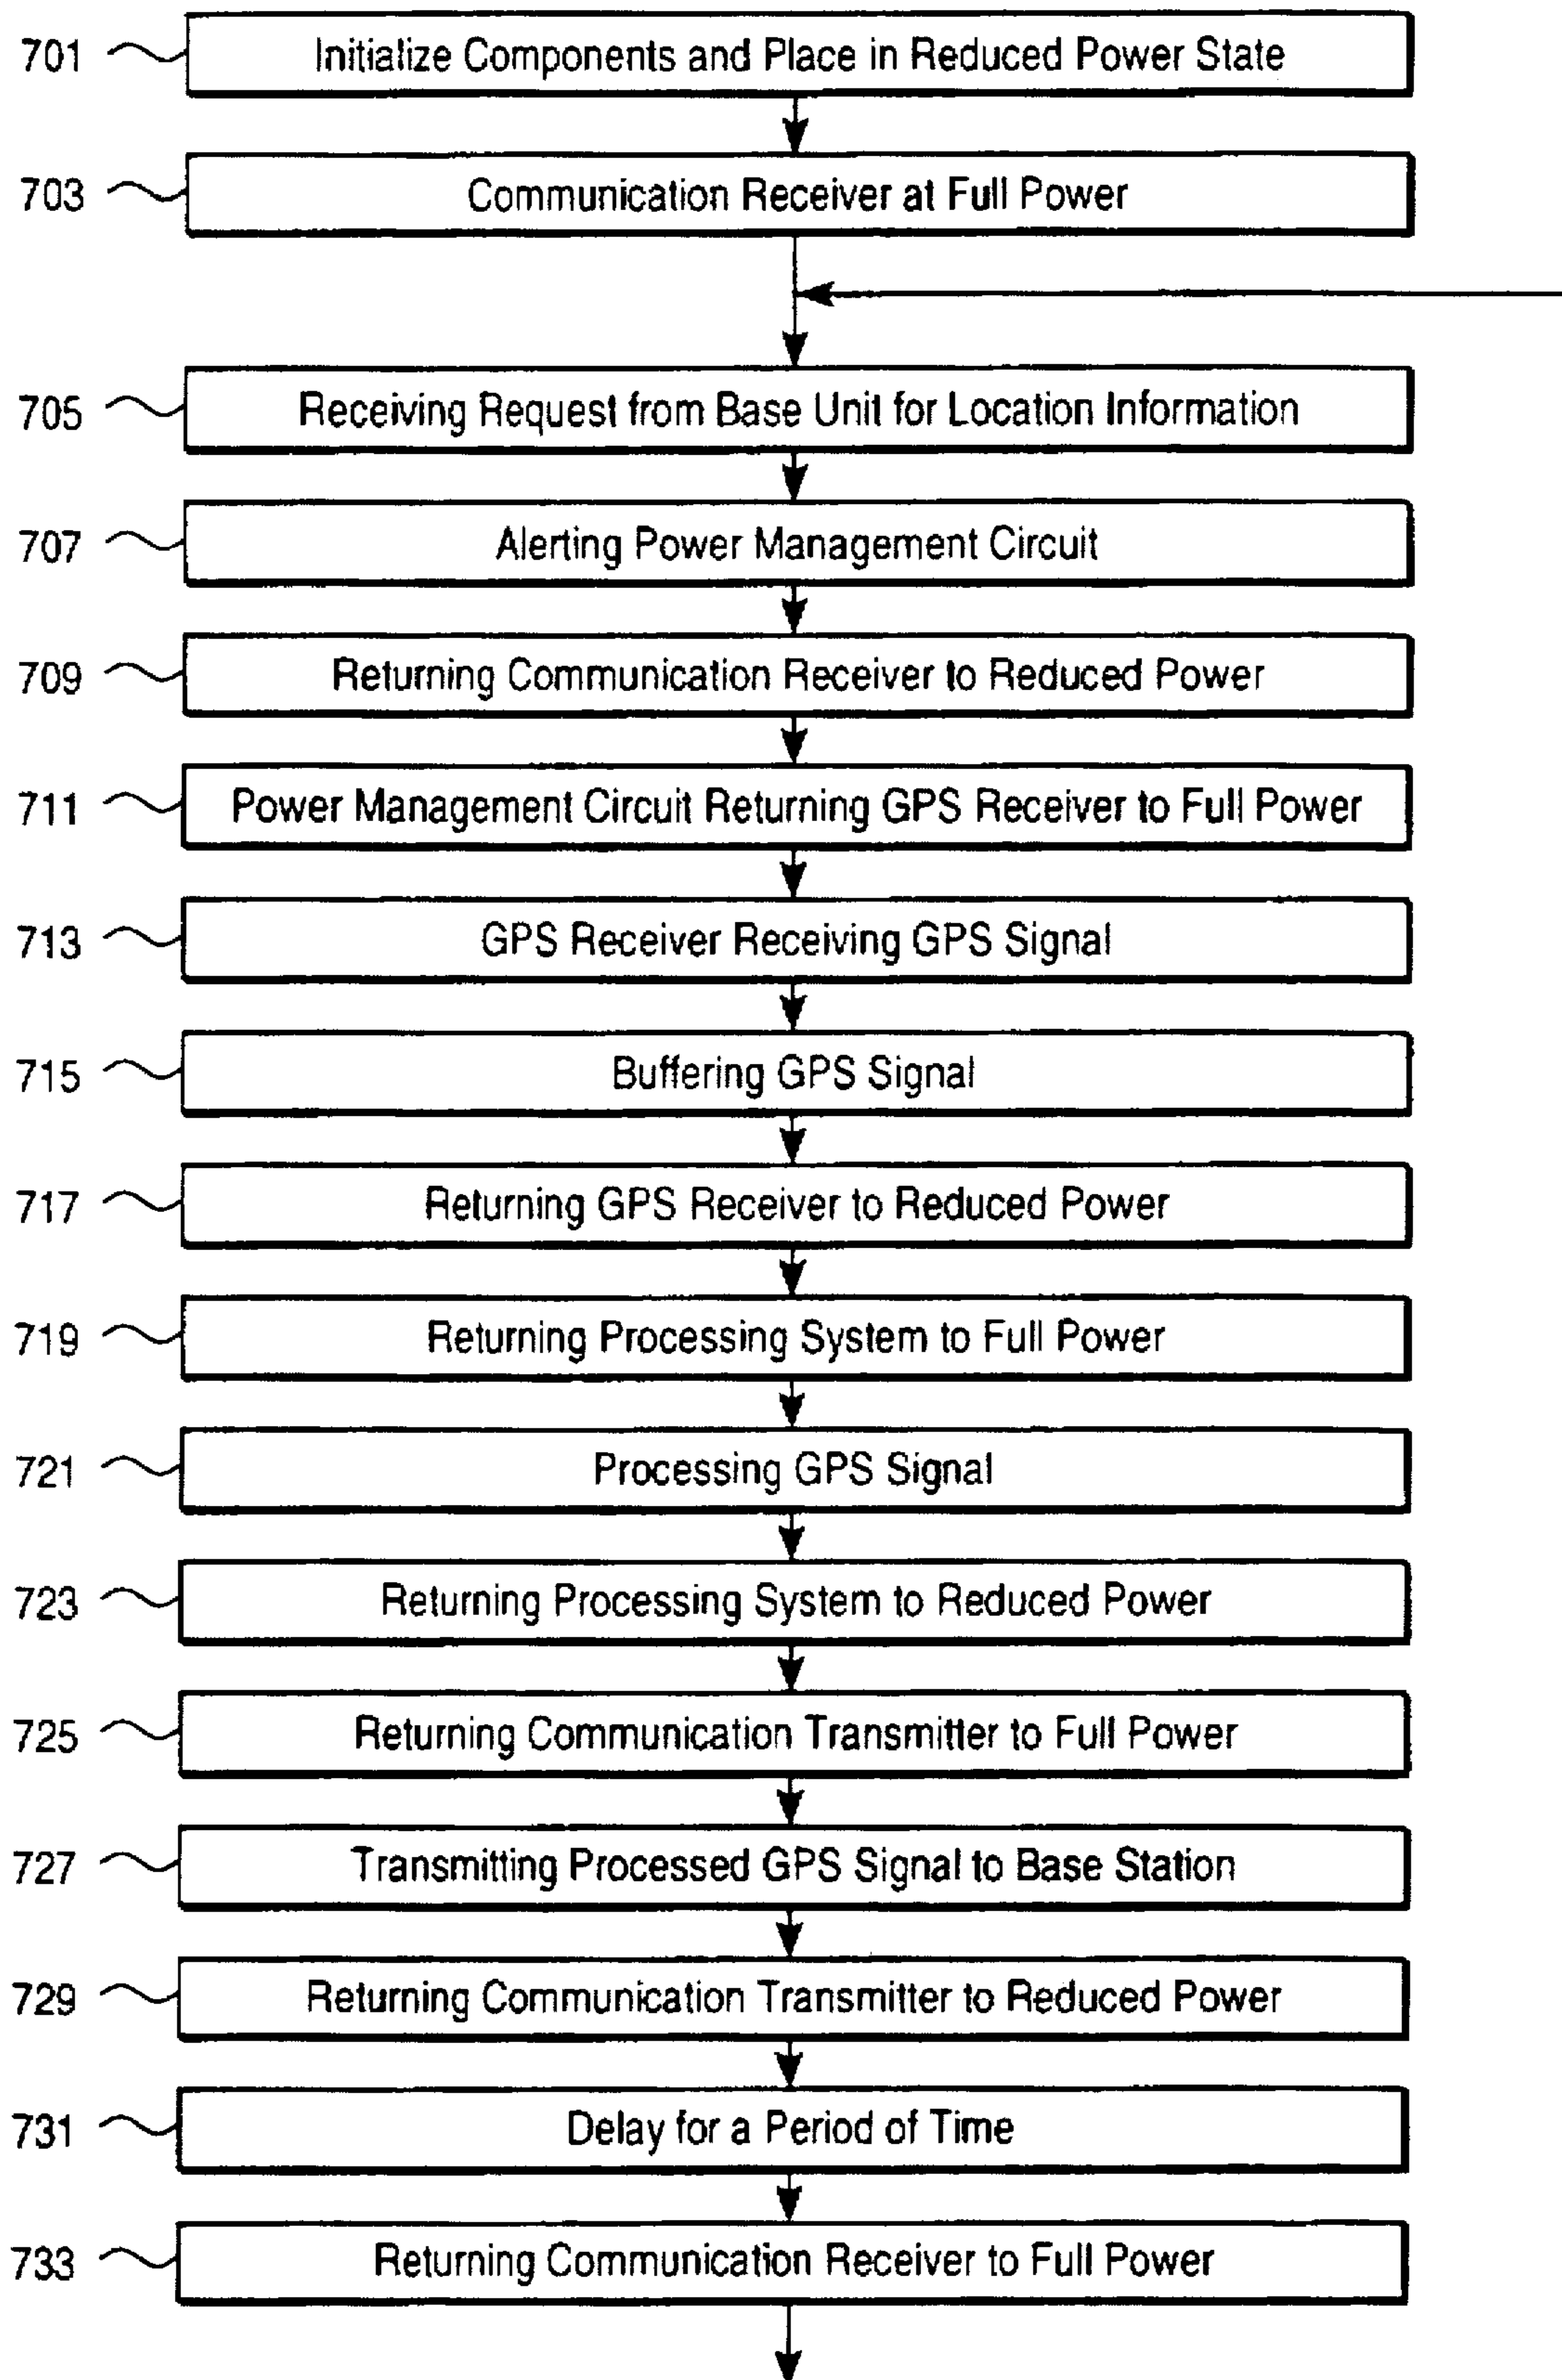 701 Initialize Components and Place in Reduced Power State
703 Communication Receiver at Full Power
705 Receiving Request from Base Unit for Location Information
707 Alerting Power Management Circuit
709 Returning Communication Receiver to Reduced Power
711 Power Management Circuit Returning GPS Receiver to Full Power
713 GPS Receiver Receiving GPS Signal
715 Buffering GPS Signal
717 Returning GPS Receiver to Reduced Power
719 Returning Processing System to Full Power
721 Processing GPS Signal
723 Returning Processing System to Reduced Power
725 Returning Communication Transmitter to Full Power
727 Transmitting Processed GPS Signal to Base Station
729 Returning Communication Transmitter to Reduced Power
731 Delay for a Period of Time
733 Returning Communication Receiver to Full Power